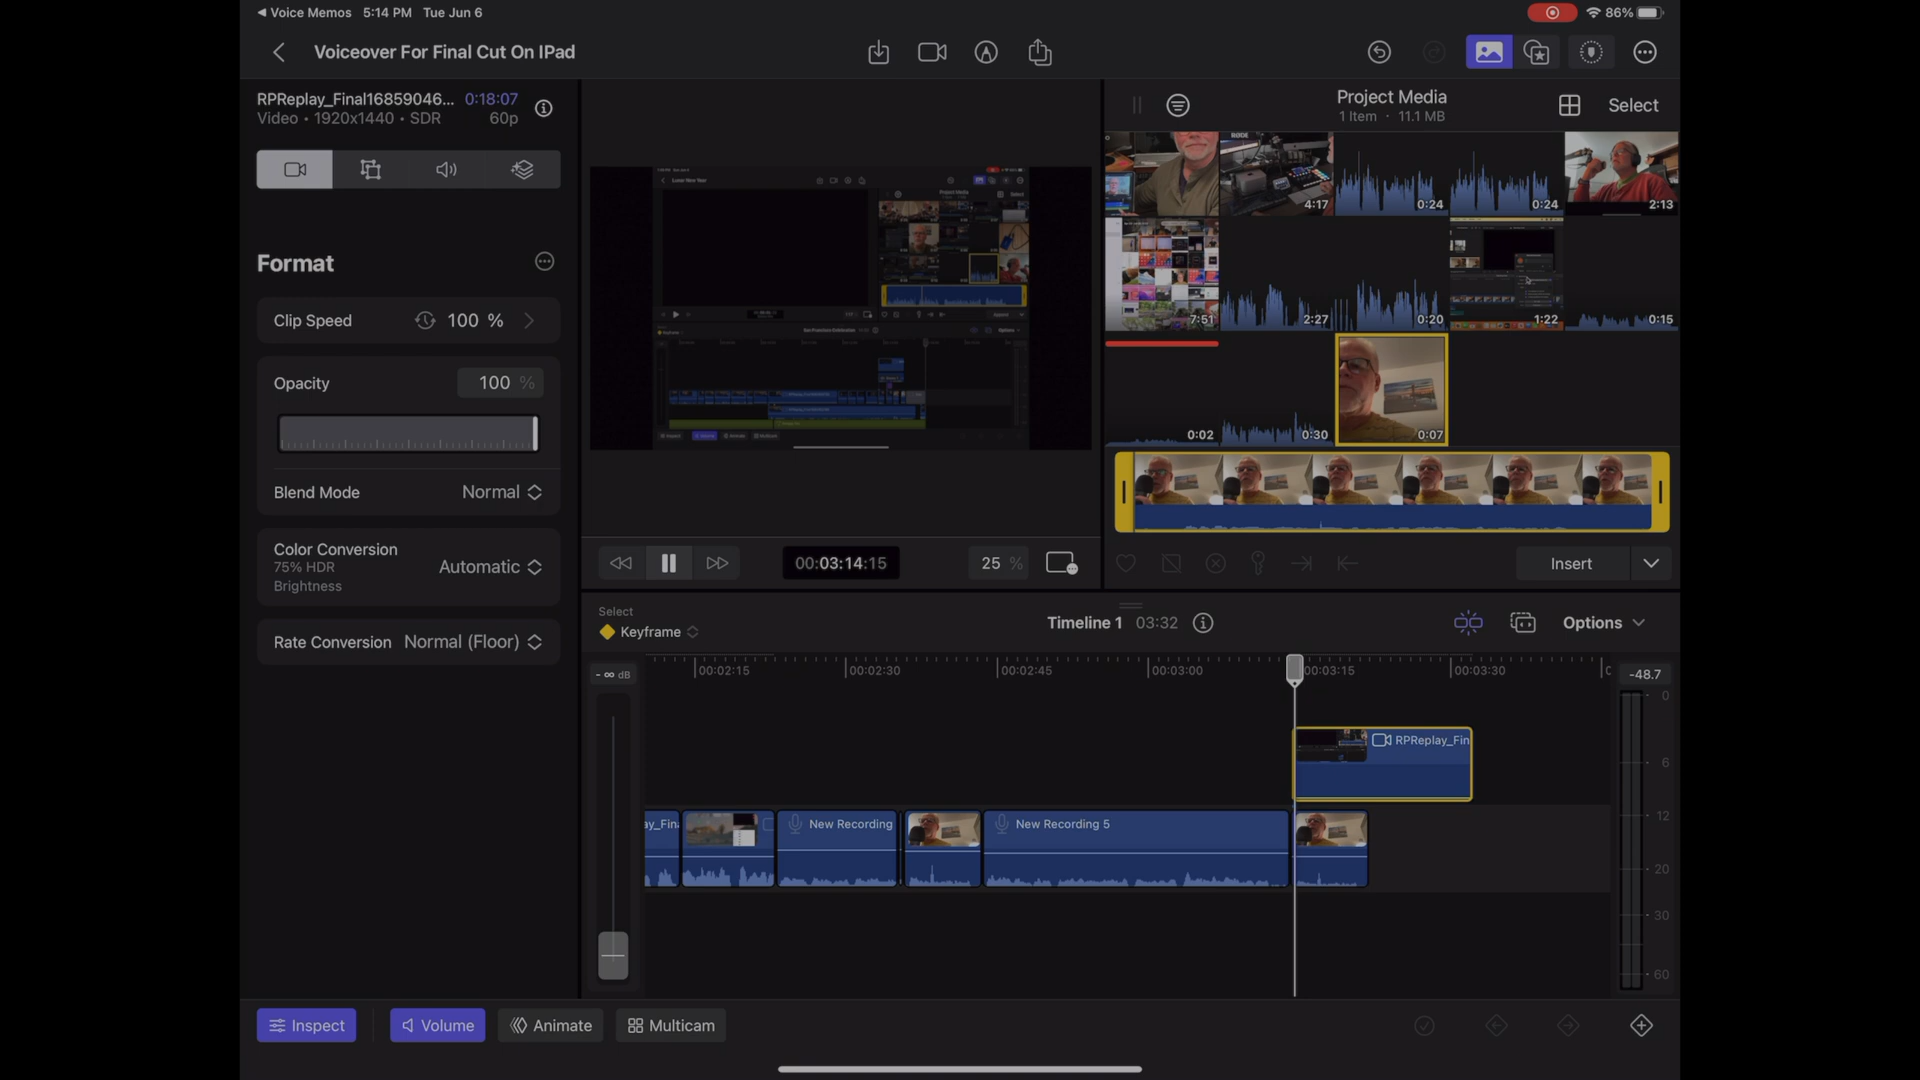 Voice Memos 5:14 PM Tue Jun 6
86%
Voiceover For Final Cut On IPad
RPReplay_Final16859046... 0:18:07
Video • 1920x1440 • SDR 60p
Project Media
1 Item · 11.1 MB
Select
4:17
0:24
0:24
2:13
Format
7:51
2:27
0:20
1:22
0:15
Clip Speed 100 %
Opacity 100 %
0:02
0:30
0:07
Blend Mode Normal
Color Conversion
75% HDR
Brightness
Automatic
00:03:14:15
25 %
Insert
Rate Conversion Normal (Floor)
Select
Keyframe
Timeline 1 03:32
Options
- ∞ dB
00:02:15
00:02:30
00:02:45
00:03:00
00:03:15
00:03:30
-48.7
0
6
12
20
30
60
RPReplay_Fin
ay_Fin
New Recording
New Recording 5
Inspect
Volume
Animate
Multicam